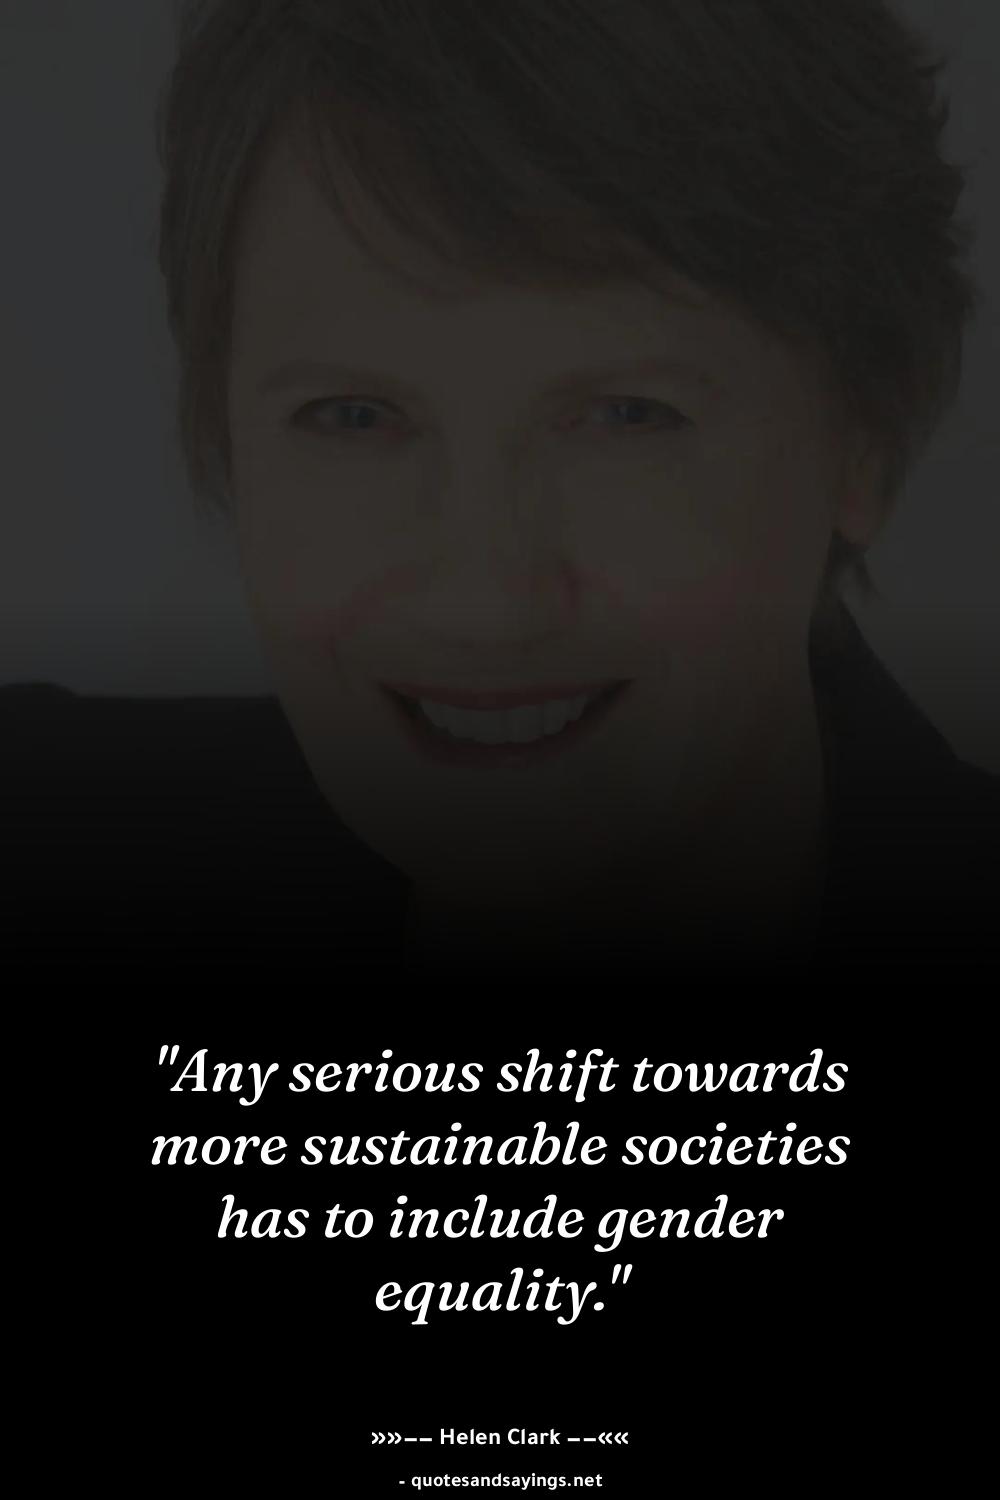 "Any serious shift towards
more sustainable societies
has to include gender
equality."
»»−− Helen Clark −−««
- quotesandsayings.net